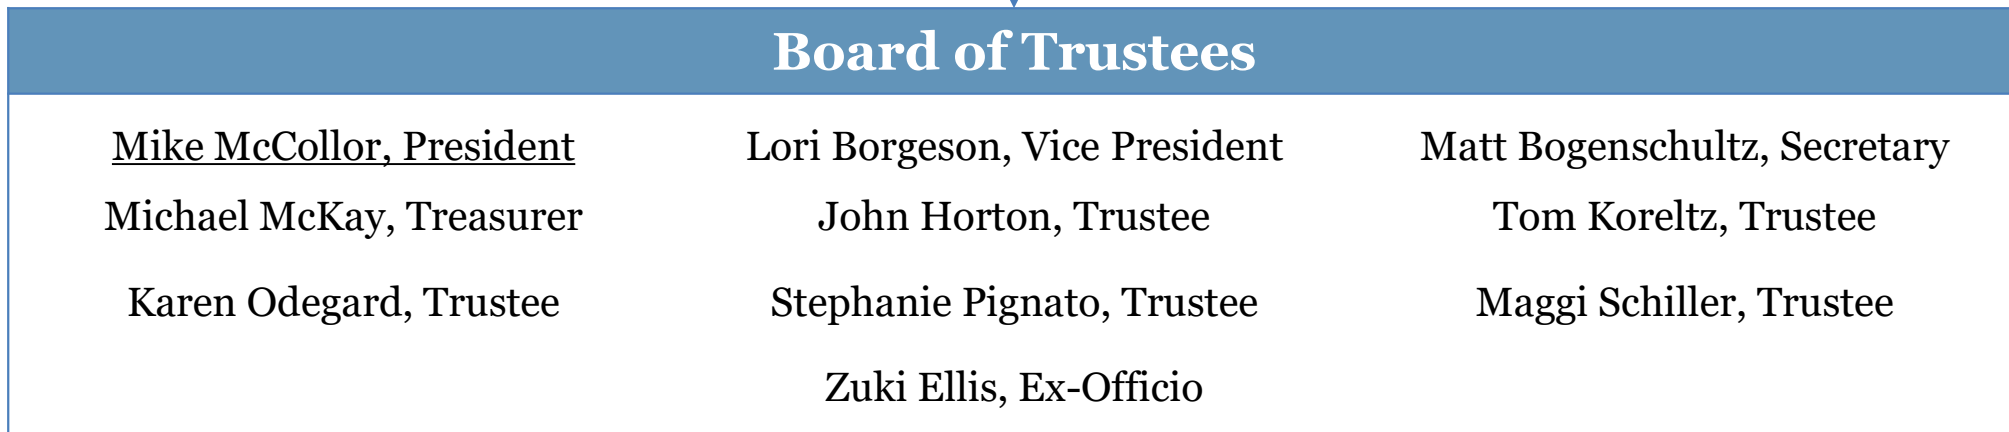 Board of Trustees
Mike McCollor, President
Lori Borgeson, Vice President
Matt Bogenschultz, Secretary
Michael McKay, Treasurer
John Horton, Trustee
Tom Koreltz, Trustee
Karen Odegard, Trustee
Stephanie Pignato, Trustee
Maggi Schiller, Trustee
Zuki Ellis, Ex-Officio